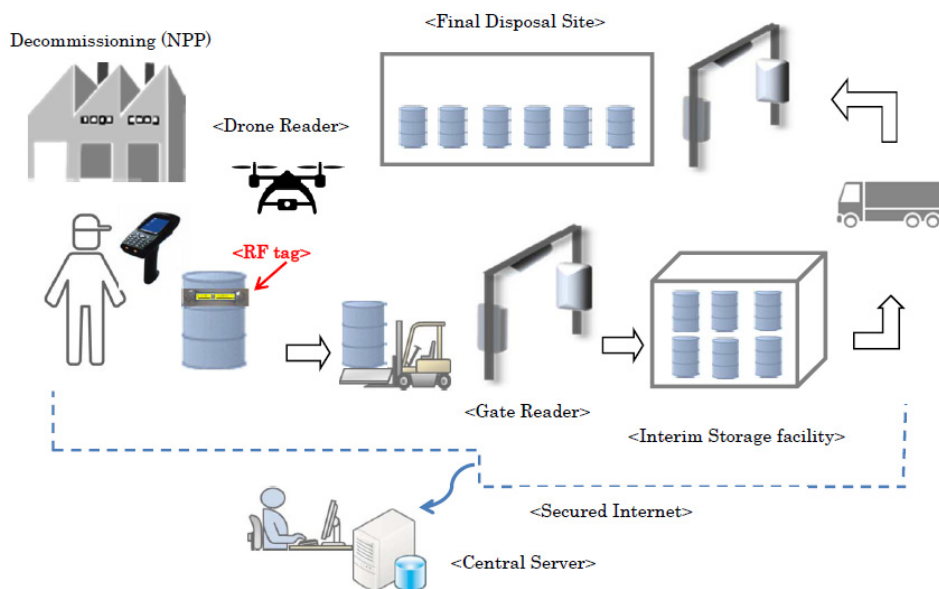 <Final Disposal Site>
Decommissioning (NPP)
<Drone Reader>
<RF tag>
<Gate Reader>
<Interim Storage facility>
<Secured Internet>
<Central Server>